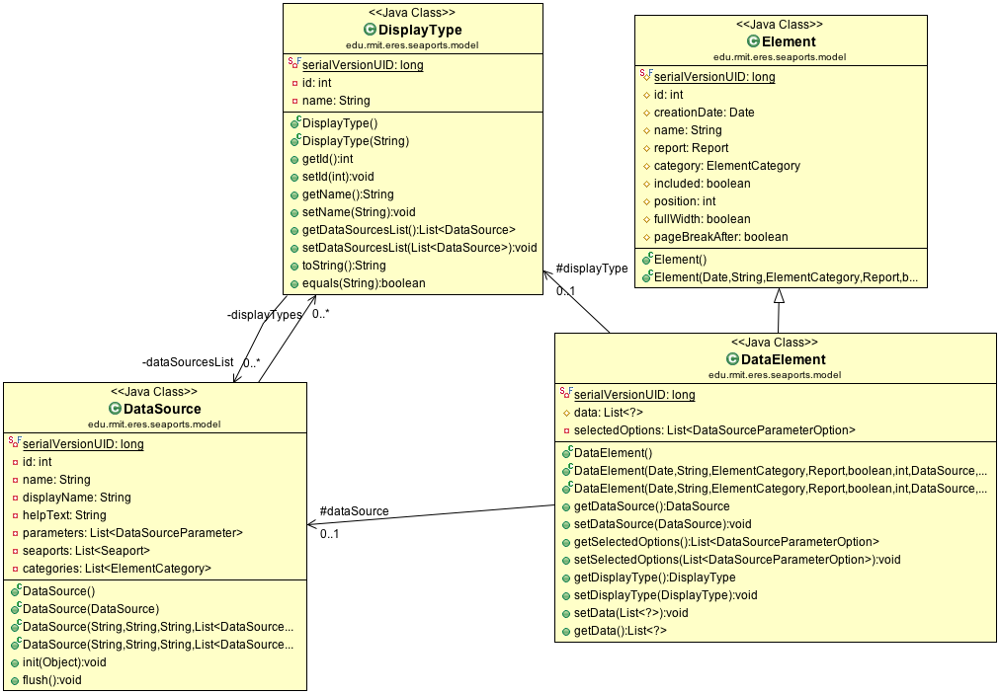 <<Java Class>>
DisplayType
edu.rmit.eres.seaports.model
serialVersionUID: long
id: int
name: String
DisplayType()
DisplayType(String)
getId():int
setId(int):void
getName():String
setName(String):void
getDataSourcesList():List<DataSource>
setDataSourcesList(List<DataSource>):void
toString():String
equals(String):boolean
<<Java Class>>
Element
edu.rmit.eres.seaports.model
serialVersionUID: long
id: int
creationDate: Date
name: String
report: Report
category: ElementCategory
included: boolean
position: int
fullWidth: boolean
pageBreakAfter: boolean
Element()
Element(Date,String,ElementCategory,Report,b...
#displayType
0..1
-displayTypes
0..*
-dataSourcesList
0..*
<<Java Class>>
DataSource
edu.rmit.eres.seaports.model
serialVersionUID: long
id: int
name: String
displayName: String
helpText: String
parameters: List<DataSourceParameter>
seaports: List<Seaport>
categories: List<ElementCategory>
DataSource()
DataSource(DataSource)
DataSource(String,String,String,List<DataSource...
DataSource(String,String,String,List<DataSource...
init(Object):void
flush():void
#dataSource
0..1
<<Java Class>>
DataElement
edu.rmit.eres.seaports.model
serialVersionUID: long
data: List<?>
selectedOptions: List<DataSourceParameterOption>
DataElement()
DataElement(Date,String,ElementCategory,Report,boolean,int,DataSource,...
DataElement(Date,String,ElementCategory,Report,boolean,int,DataSource,...
getDataSource():DataSource
setDataSource(DataSource):void
getSelectedOptions():List<DataSourceParameterOption>
setSelectedOptions(List<DataSourceParameterOption>):void
getDisplayType():DisplayType
setDisplayType(DisplayType):void
setData(List<?>):void
getData():List<?>